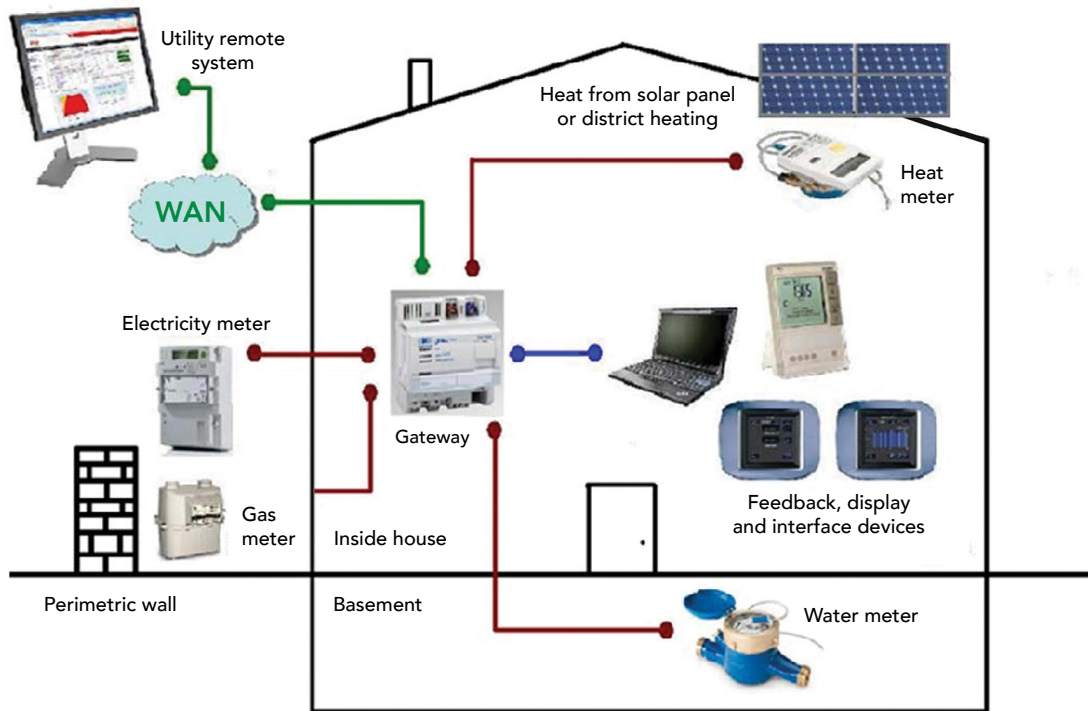 Utility remote
system
Heat from solar panel
or district heating
Heat
meter
WAN
Electricity meter
Gateway
Gas
meter
Feedback, display
and interface devices
Inside house
Perimetric wall
Basement
Water meter